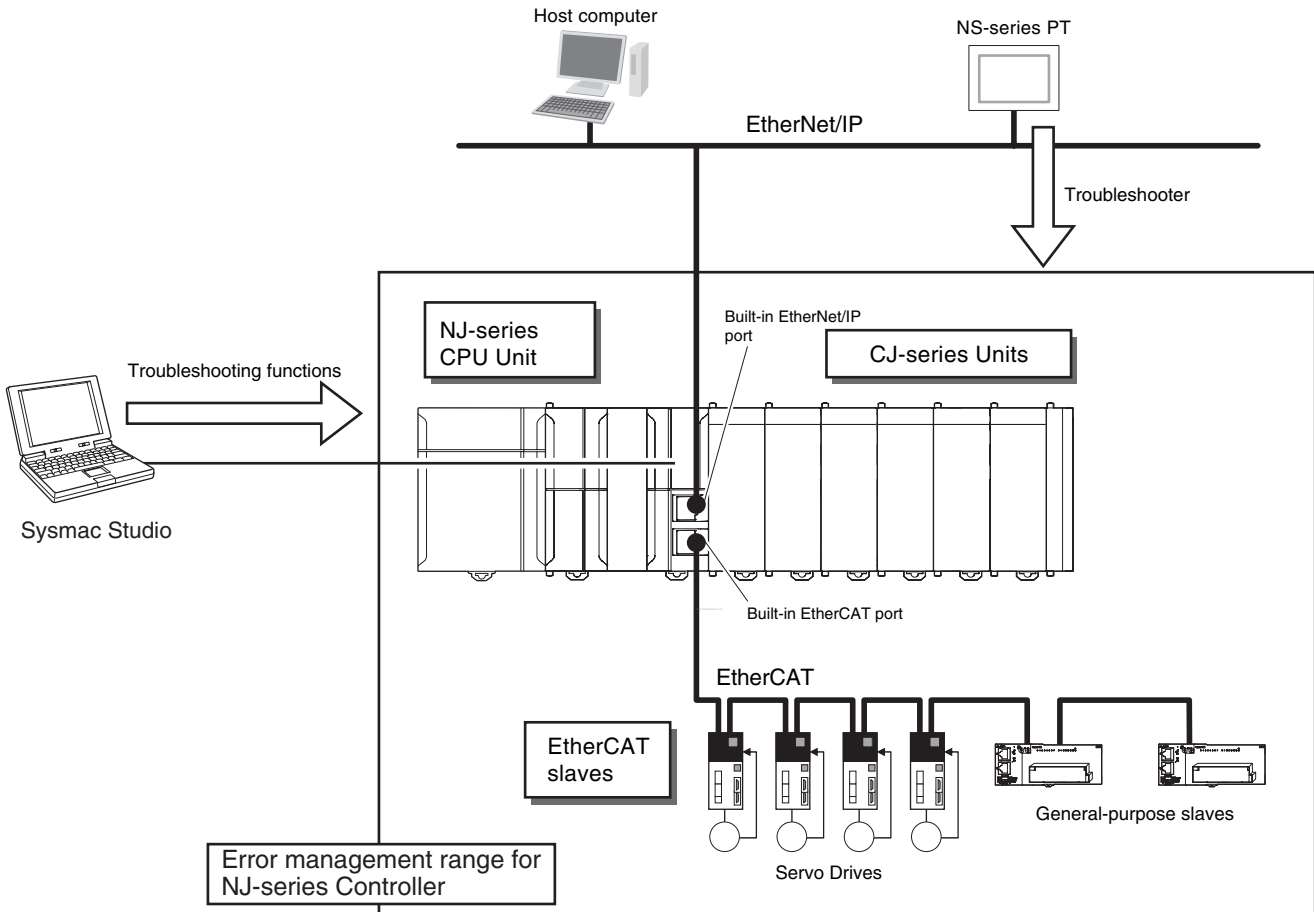 Host computer
NS-series PT
EtherNet/IP
Troubleshooter
NJ-series
CPU Unit
Built-in EtherNet/IP
port
CJ-series Units
Troubleshooting functions
Sysmac Studio
Built-in EtherCAT port
EtherCAT
EtherCAT
slaves
General-purpose slaves
Servo Drives
Error management range for
NJ-series Controller